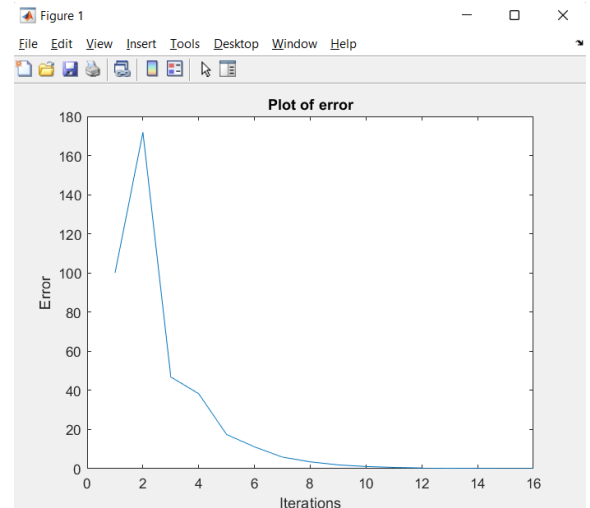 Figure 1
File Edit View Insert Tools Desktop Window Help
Plot of error
180
160
140
120
100
80
60
40
20
0
Error
0 2 4 6 8 10 12 14 16
Iterations